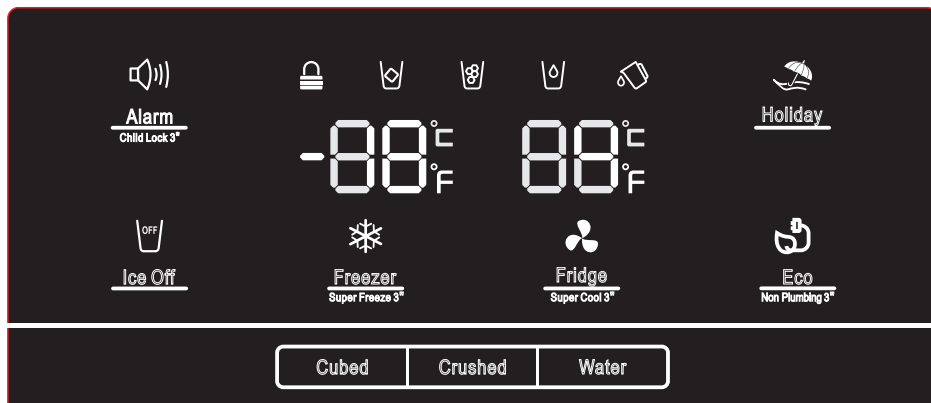 Alarm
Child Lock 3"
-88 °C °F
88 °C °F
Holiday
OFF
Ice Off
Freezer
Super Freeze 3"
Fridge
Super Cool 3"
Eco
Non Plumbing 3"
Cubed
Crushed
Water